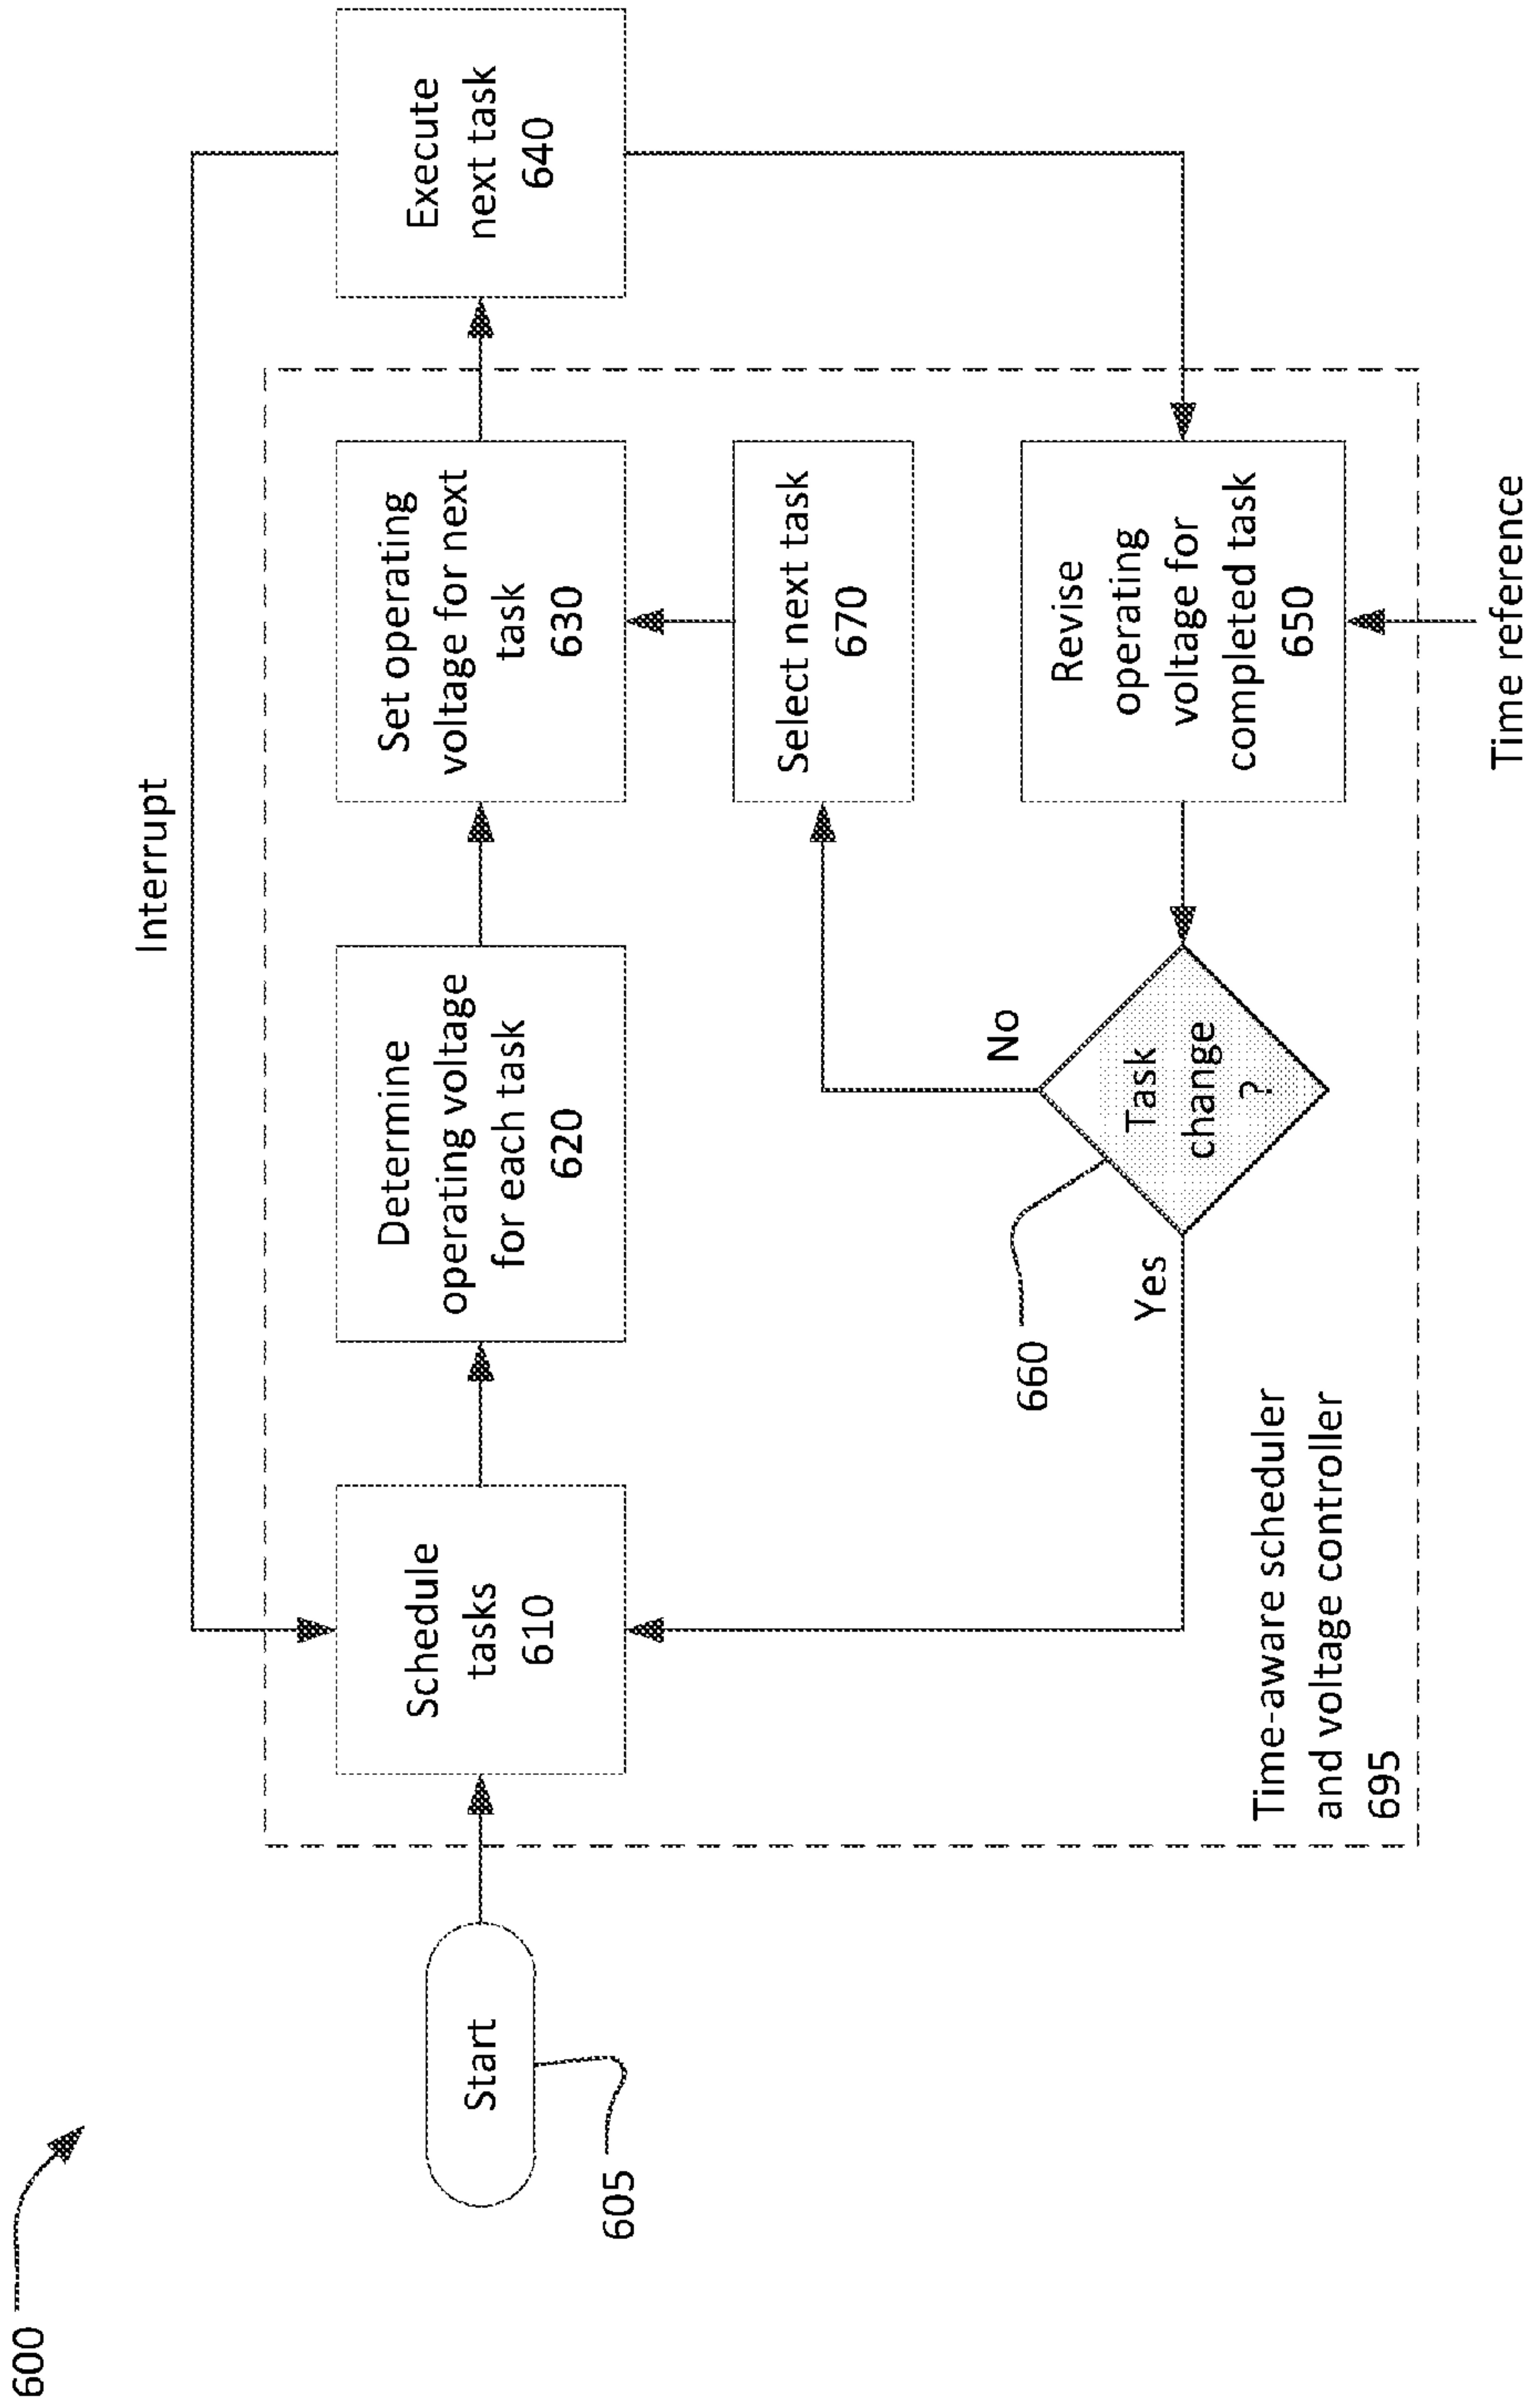 600
Interrupt
Start
605
Schedule
tasks
610
Determine
operating voltage
for each task
620
Set operating
voltage for next
task
630
Execute
next task
640
Select next task
670
No
Task
change
?
Yes
660
Revise
operating
voltage for
completed task
650
Time-aware scheduler
and voltage controller
695
Time reference